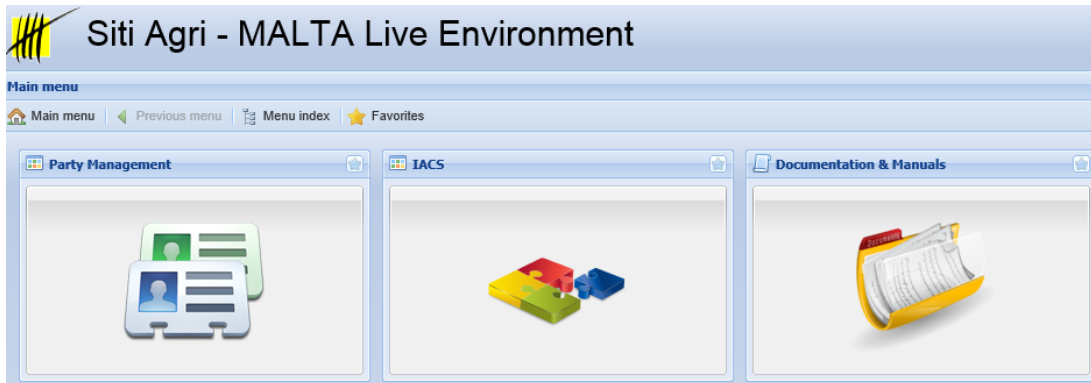 Siti Agri - MALTA Live Environment
Main menu
Main menu Previous menu Menu index Favorites
Party Management IACS Documentation & Manuals
Documents